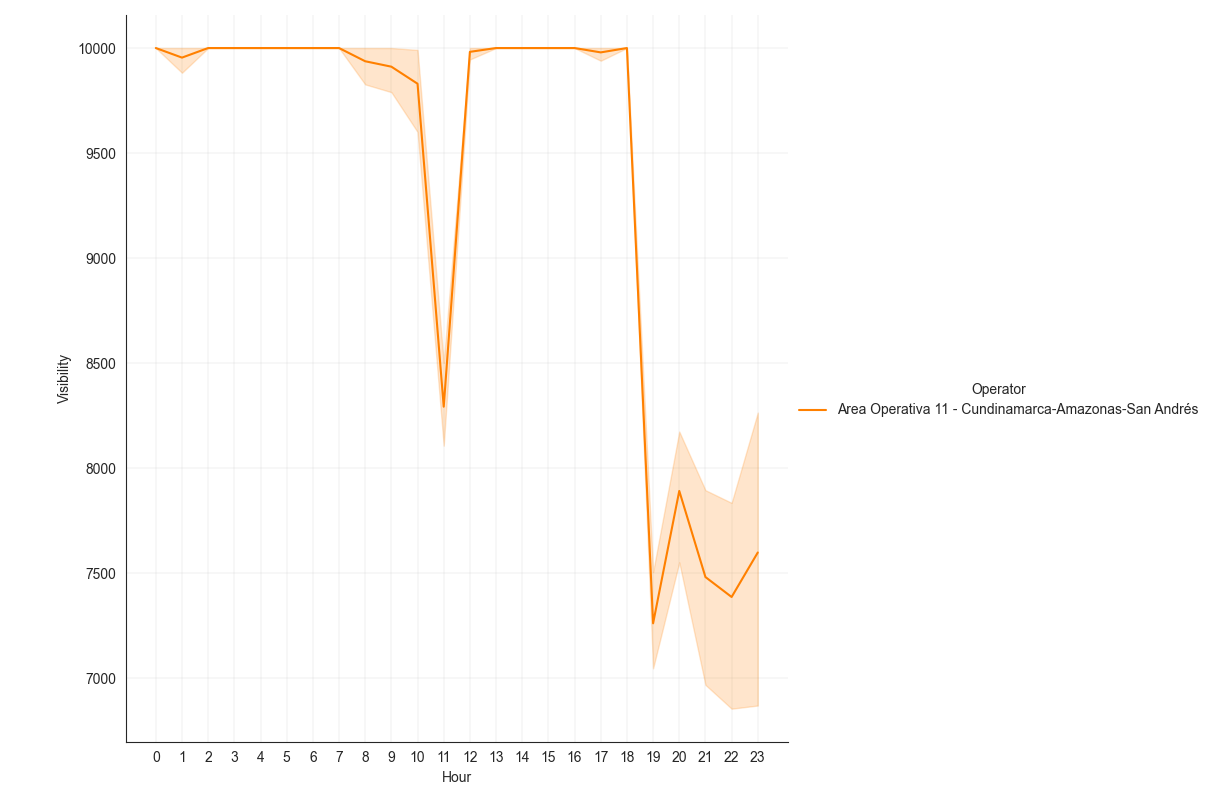 10000
9500
9000
8500
8000
7500
7000
Visibility
0 1 2 3 4 5 6 7 8 9 10 11 12 13 14 15 16 17 18 19 20 21 22 23
Hour
Operator
Area Operativa 11 - Cundinamarca-Amazonas-San Andrés